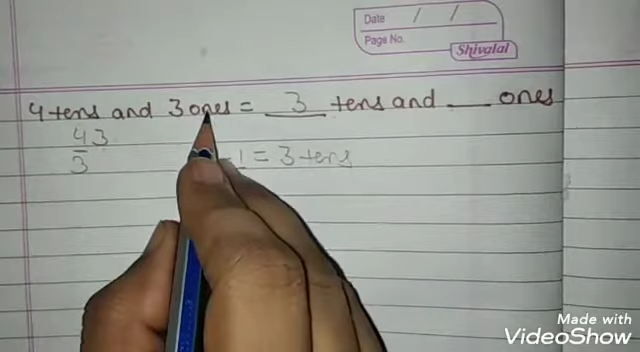 Date / /
Page No.
Shivalal
4 tens and 3 ones = 3 tens and ___ ones
43
3
1 = 3 tens
Made with
VideoShow